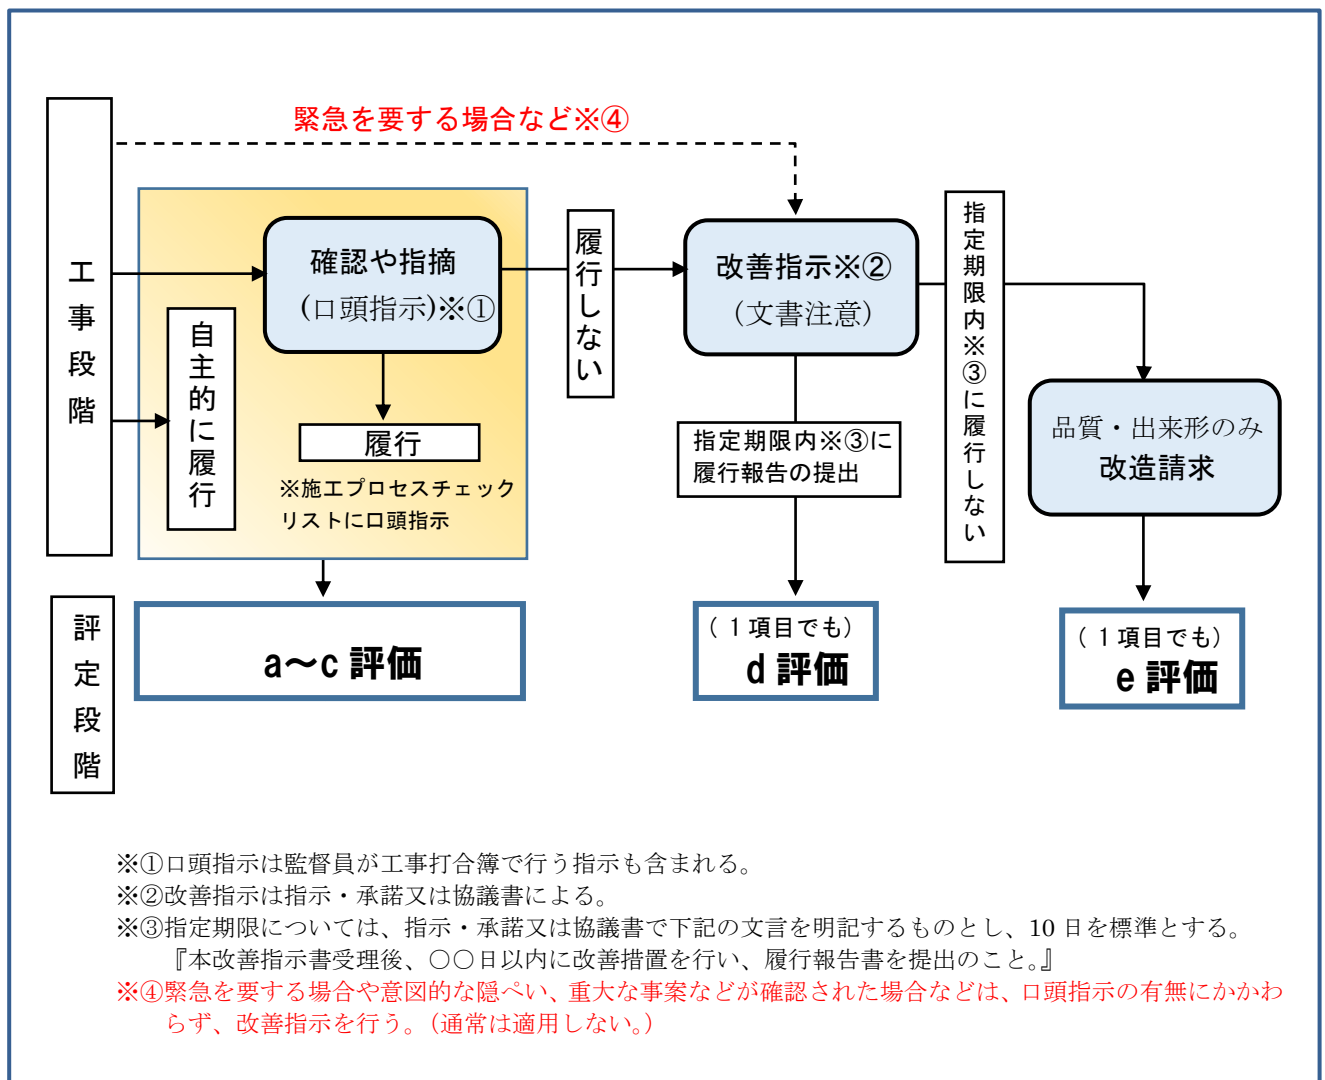 緊急を要する場合など※④
工事段階
確認や指摘
(口頭指示)※①
自主的に履行
履行
※施工プロセスチェック
リストに口頭指示
履行しない
改善指示※②
（文書注意）
指定期限内※③に
履行報告の提出
指定期限内※③に履行しない
品質・出来形のみ
改造請求
評定段階
a～c 評価
(１項目でも)
d 評価
(１項目でも)
e 評価
※①口頭指示は監督員が工事打合簿で行う指示も含まれる。
※②改善指示は指示・承諾又は協議書による。
※③指定期限については、指示・承諾又は協議書で下記の文言を明記するものとし、10 日を標準とする。
『本改善指示書受理後、○○日以内に改善措置を行い、履行報告書を提出のこと。』
※④緊急を要する場合や意図的な隠ぺい、重大な事案などが確認された場合などは、口頭指示の有無にかかわ
らず、改善指示を行う。（通常は適用しない。）